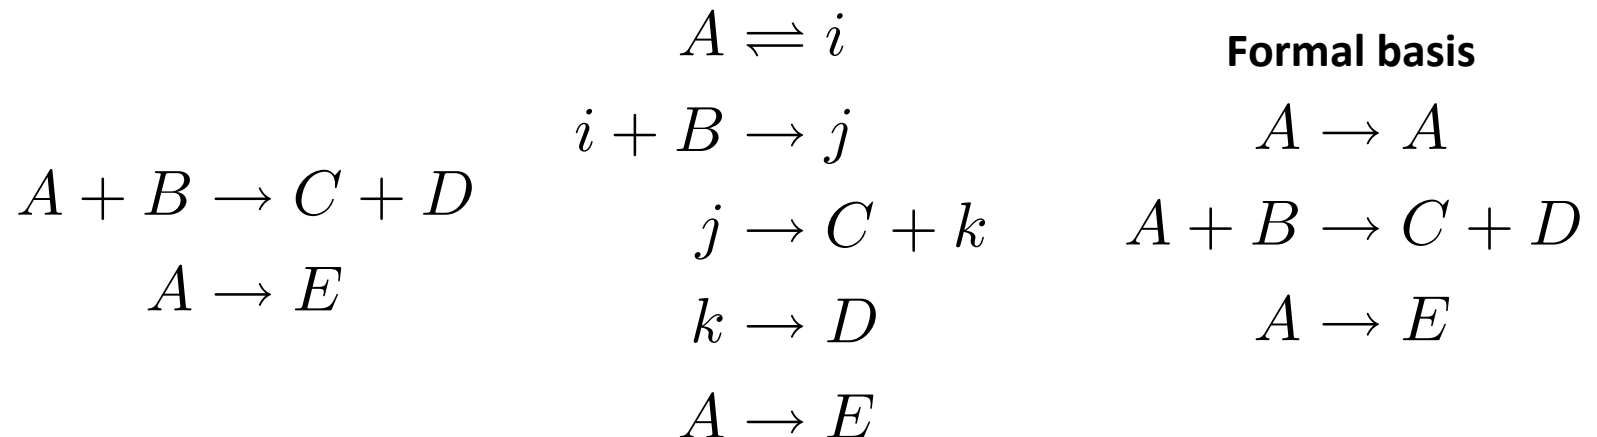 A + B → C + D
A → E
A ⇌ i
i + B → j
j → C + k
k → D
A → E
Formal basis
A → A
A + B → C + D
A → E